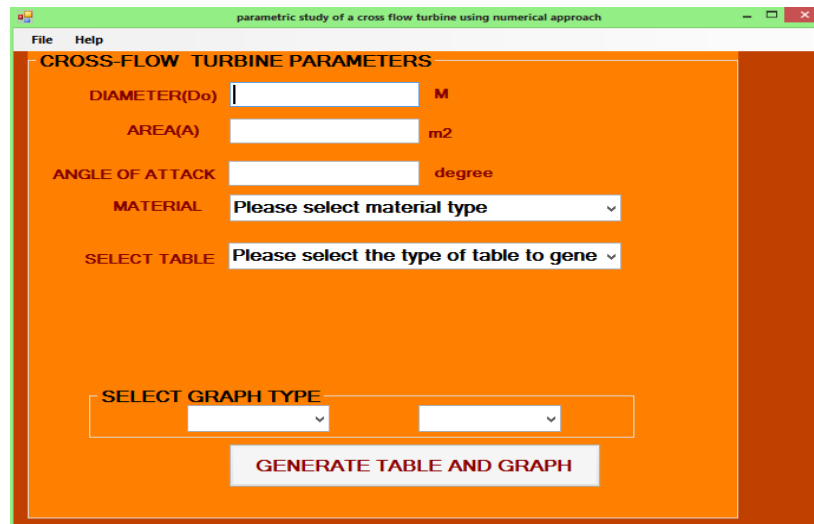 parametric study of a cross flow turbine using numerical approach
File Help
CROSS-FLOW TURBINE PARAMETERS
DIAMETER(Do) M
AREA(A) m2
ANGLE OF ATTACK degree
MATERIAL Please select material type
SELECT TABLE Please select the type of table to gene
SELECT GRAPH TYPE
GENERATE TABLE AND GRAPH